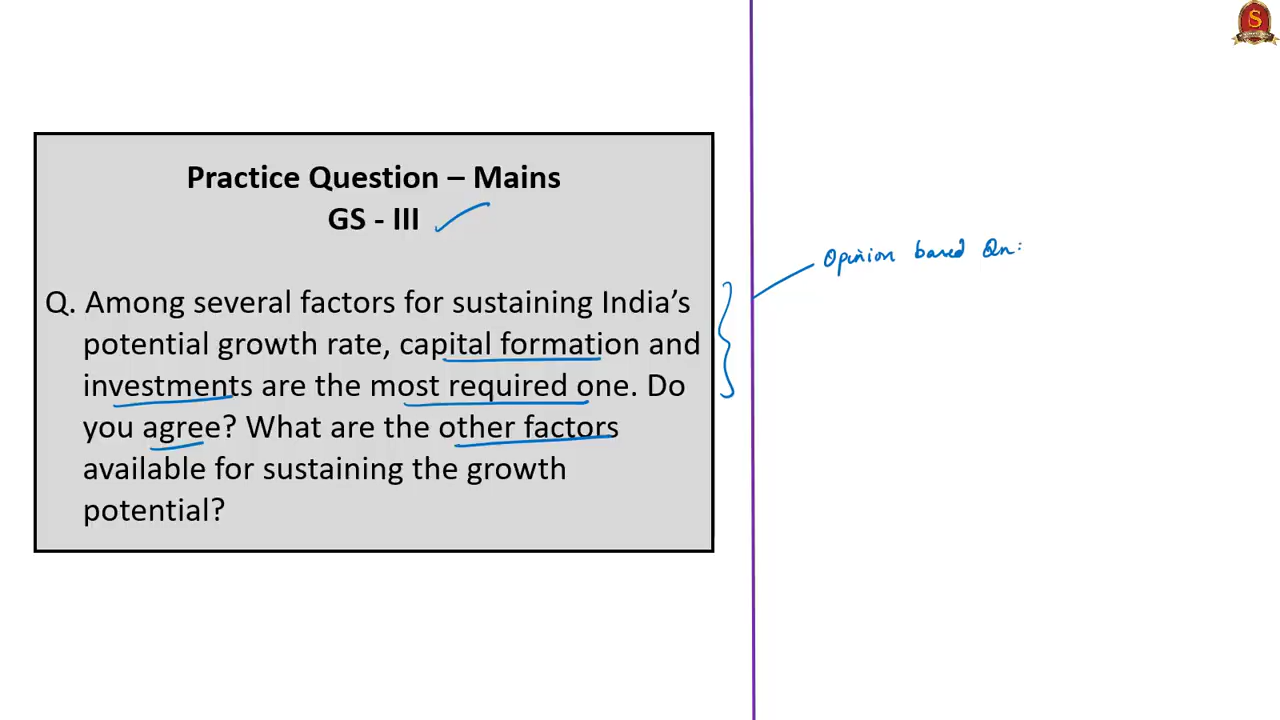 Practice Question – Mains
GS - III
Q. Among several factors for sustaining India's
potential growth rate, capital formation and
investments are the most required one. Do
you agree? What are the other factors
available for sustaining the growth
potential?
Opinion based Qn:
S